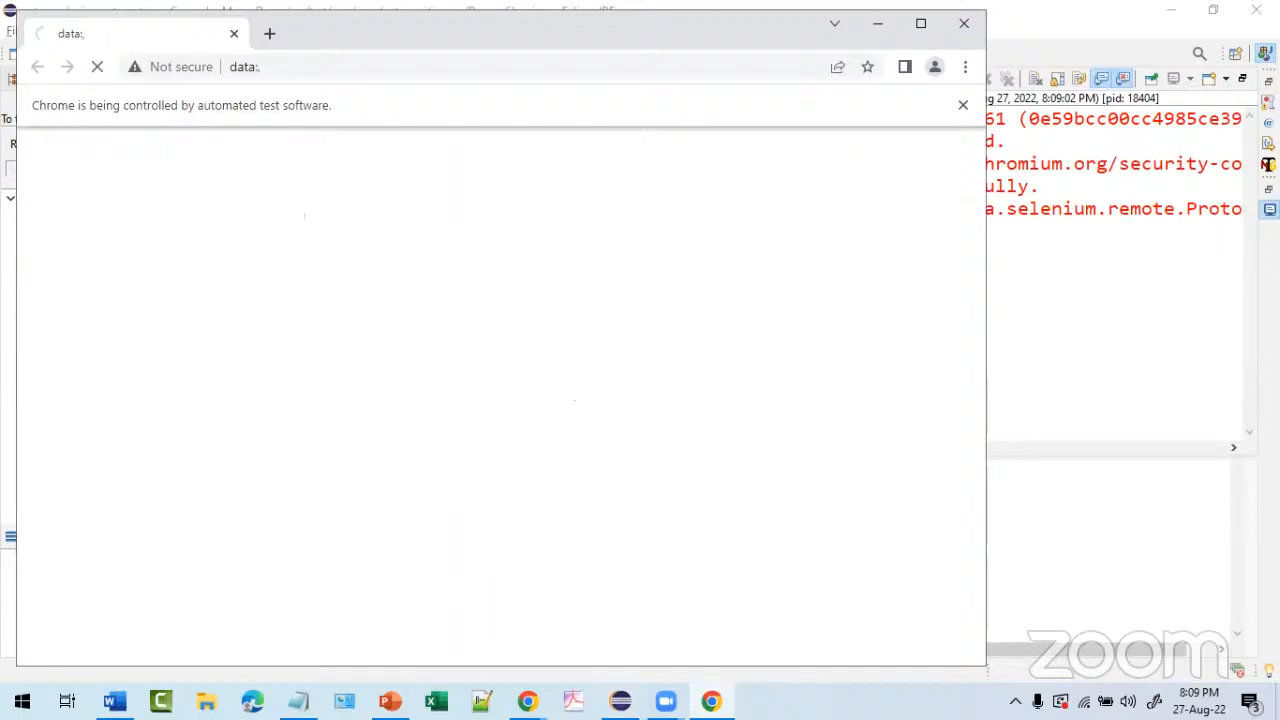 data:,
Not secure
data:,
Chrome is being controlled by automated test software.
g 27, 2022, 8:09:02 PM) [pid: 18404]
61 (0e59bcc00cc4985ce39
d.
hromium.org/security-co
ully.
a.selenium.remote.Proto
zoom
8:09 PM
27-Aug-22
3